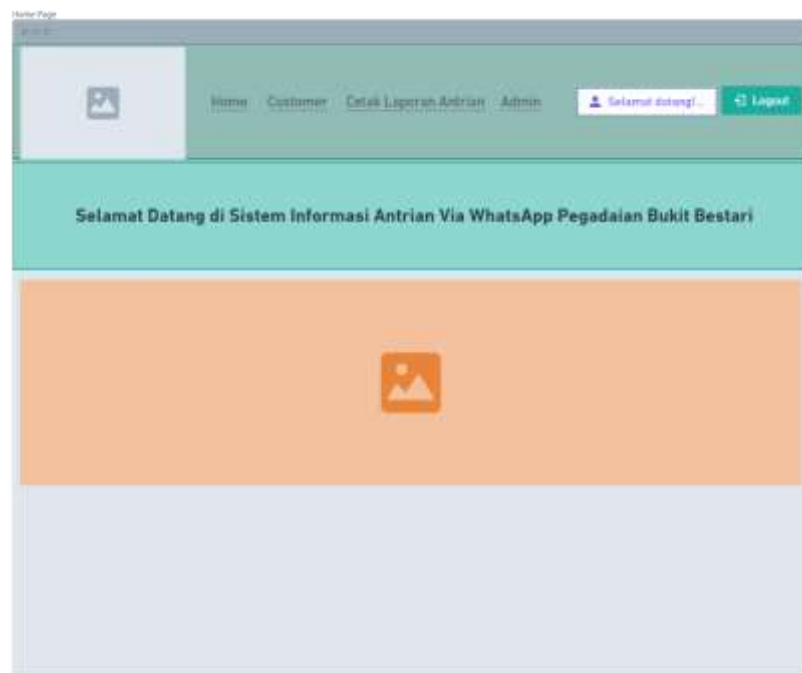 Home Page
Home Customer Cetak Laporan Antrian Admin Selamat datang!... Logout
Selamat Datang di Sistem Informasi Antrian Via WhatsApp Pegadaian Bukit Bestari